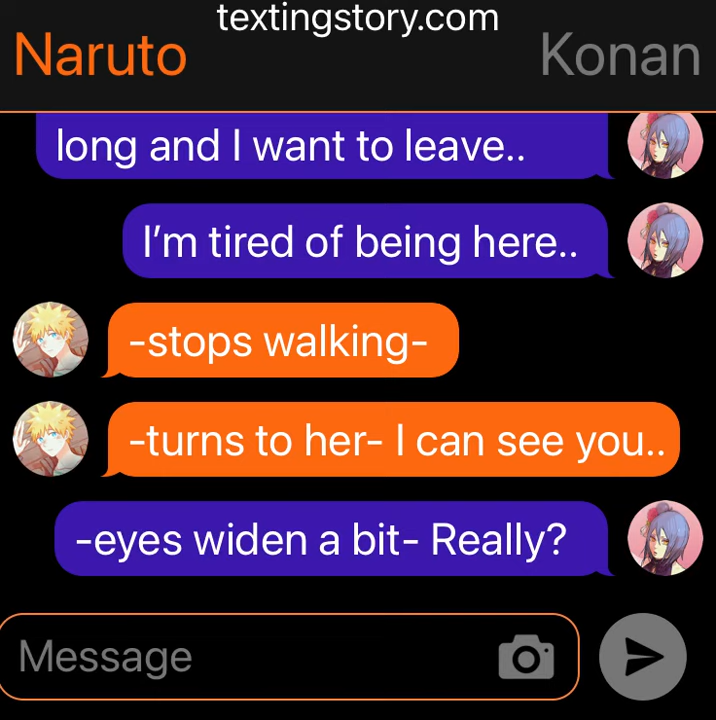 textingstory.com
Naruto
Konan
long and I want to leave..
I’m tired of being here..
-stops walking-
-turns to her- I can see you..
-eyes widen a bit- Really?
Message